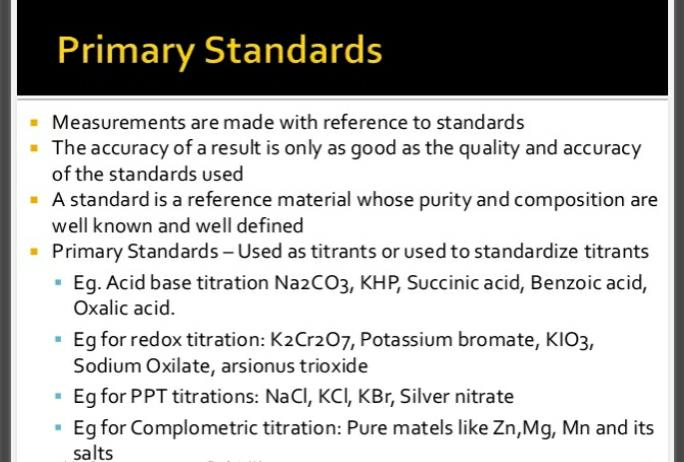 Primary Standards
▪ Measurements are made with reference to standards
▪ The accuracy of a result is only as good as the quality and accuracy
of the standards used
▪ A standard is a reference material whose purity and composition are
well known and well defined
▪ Primary Standards – Used as titrants or used to standardize titrants
▪ Eg. Acid base titration Na2CO3, KHP, Succinic acid, Benzoic acid,
Oxalic acid.
▪ Eg for redox titration: K2Cr2O7, Potassium bromate, KIO3,
Sodium Oxilate, arsionus trioxide
▪ Eg for PPT titrations: NaCl, KCl, KBr, Silver nitrate
▪ Eg for Complometric titration: Pure matels like Zn,Mg, Mn and its
salts